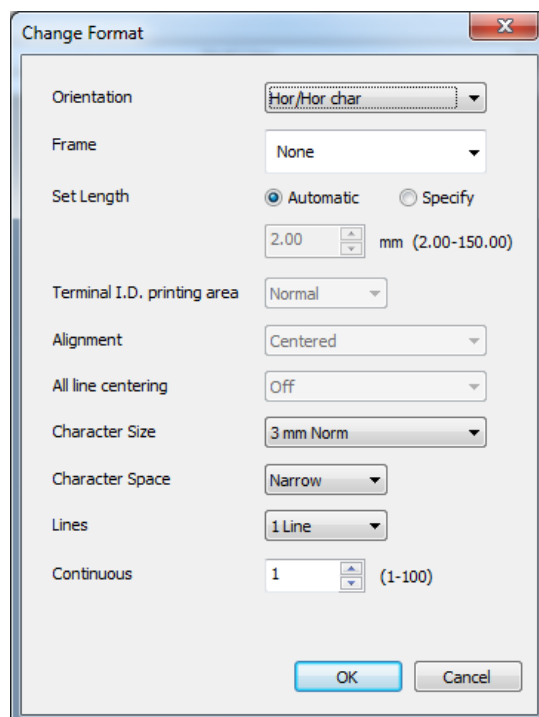 Change Format
Orientation Hor/Hor char
Frame None
Set Length Automatic Specify
2.00 mm (2.00-150.00)
Terminal I.D. printing area Normal
Alignment Centered
All line centering Off
Character Size 3 mm Norm
Character Space Narrow
Lines 1 Line
Continuous 1 (1-100)
OK Cancel